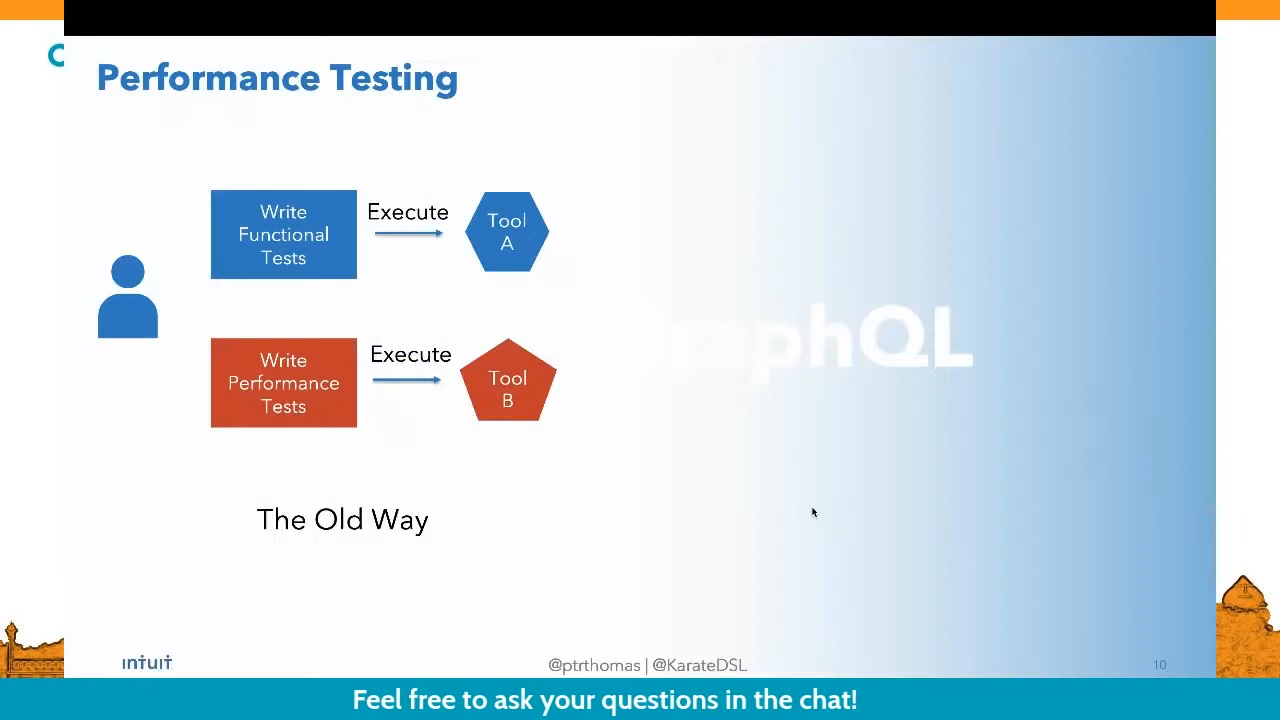 Performance Testing
Write
Functional
Tests
Execute
Tool
A
Write
Performance
Tests
Execute
Tool
B
raphQL
The Old Way
intuit
@ptrthomas | @KarateDSL
10
Feel free to ask your questions in the chat!